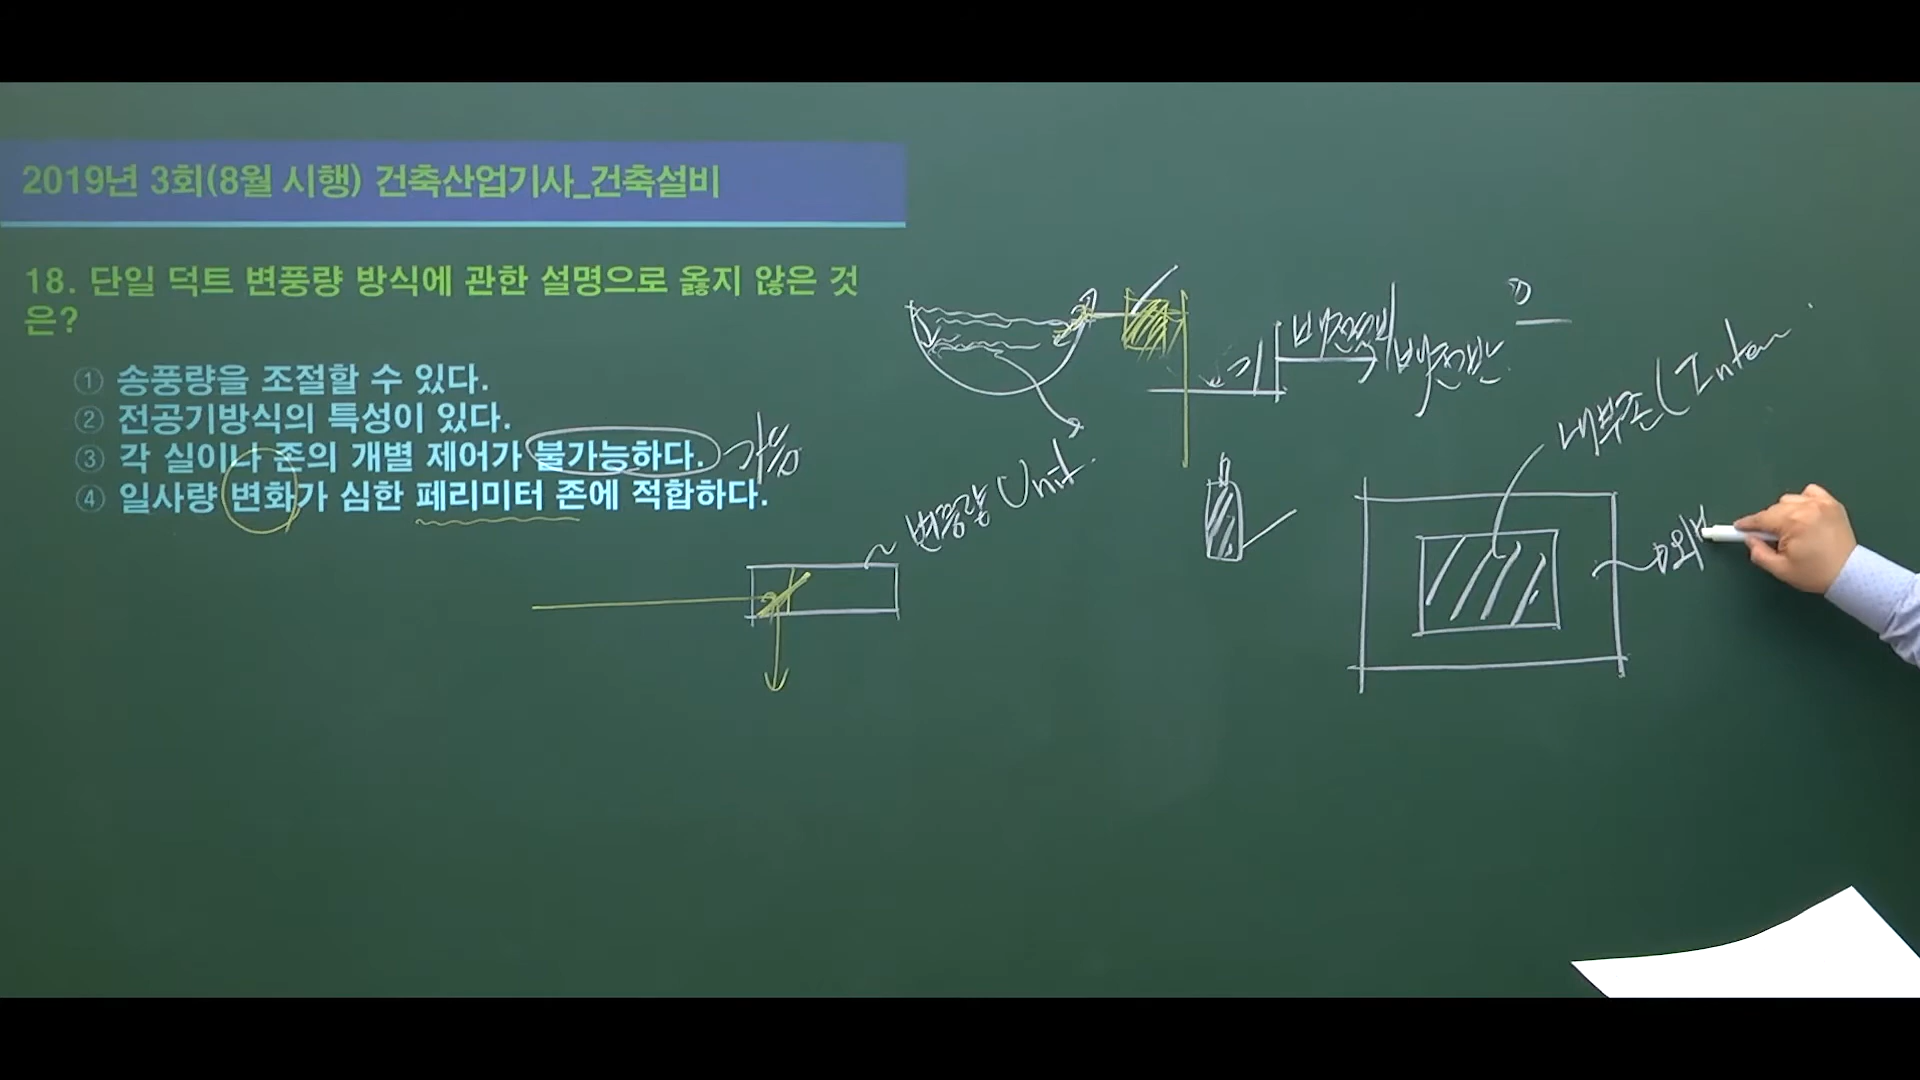 2019년 3회(8월 시행) 건축산업기사_건축설비
18. 단일 덕트 변풍량 방식에 관한 설명으로 옳지 않은 것
은?
① 송풍량을 조절할 수 있다.
② 전공기방식의 특성이 있다.
③ 각 실이나 존의 개별 제어가 불가능하다. 가능
④ 일사량 변화가 심한 페리미터 존에 적합하다.
변풍량 Unit
내부존(Inter